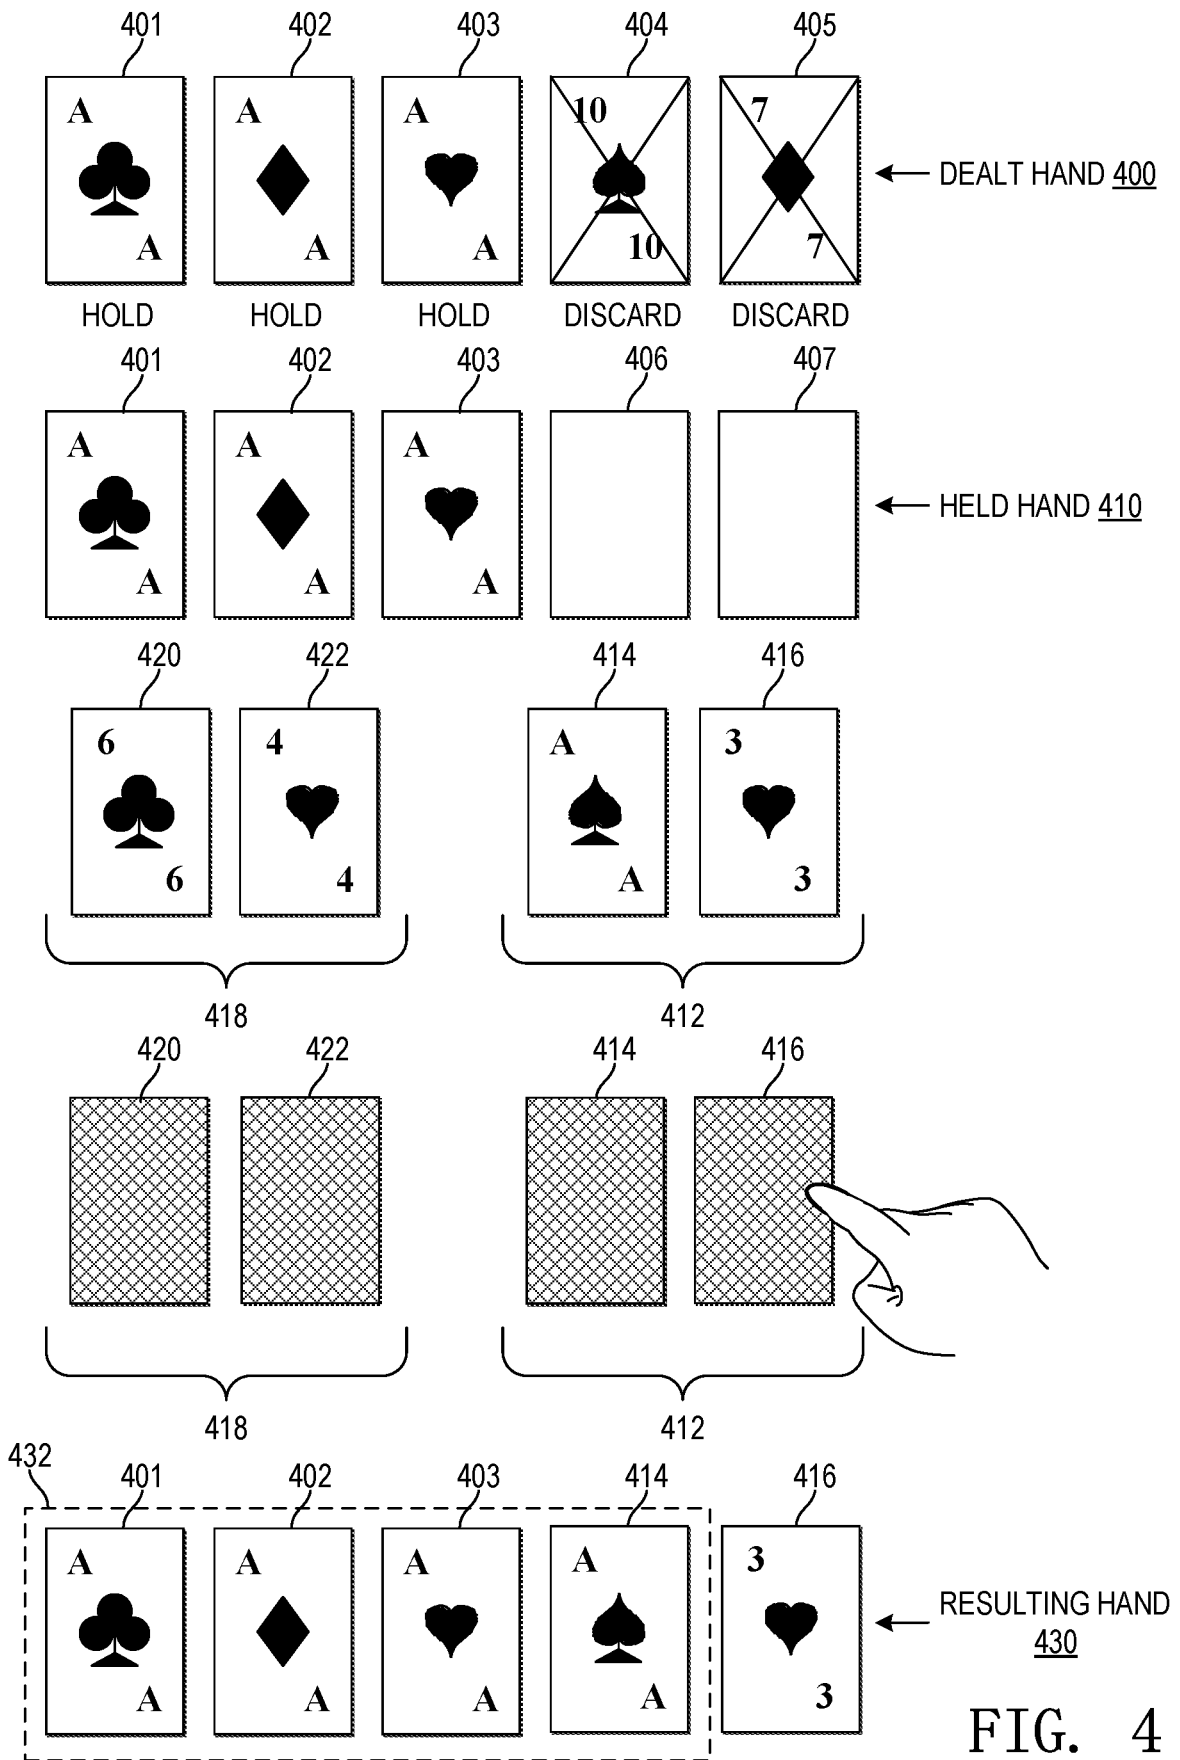 401 402 403 404 405
A A A 10 7
A A A 10 7
DEALT HAND 400
HOLD HOLD HOLD DISCARD DISCARD
401 402 403 406 407
A A A
A A A
HELD HAND 410
420 422 414 416
6 4 A 3
6 4 A 3
418 412
420 422 414 416
418 412
432
401 402 403 414 416
A A A A 3
A A A A 3
RESULTING HAND
430
FIG. 4